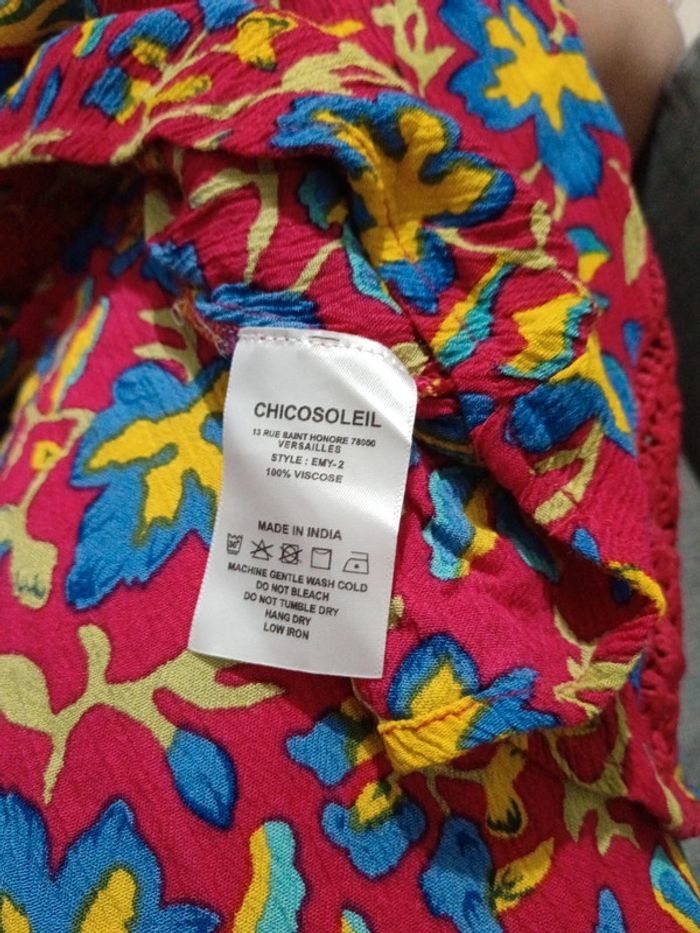 CHICOSOLEIL
13 RUE SAINT HONORE 78000
VERSAILLES
STYLE : EMY-2
100% VISCOSE
MADE IN INDIA
30°
MACHINE GENTLE WASH COLD
DO NOT BLEACH
DO NOT TUMBLE DRY
HANG DRY
LOW IRON